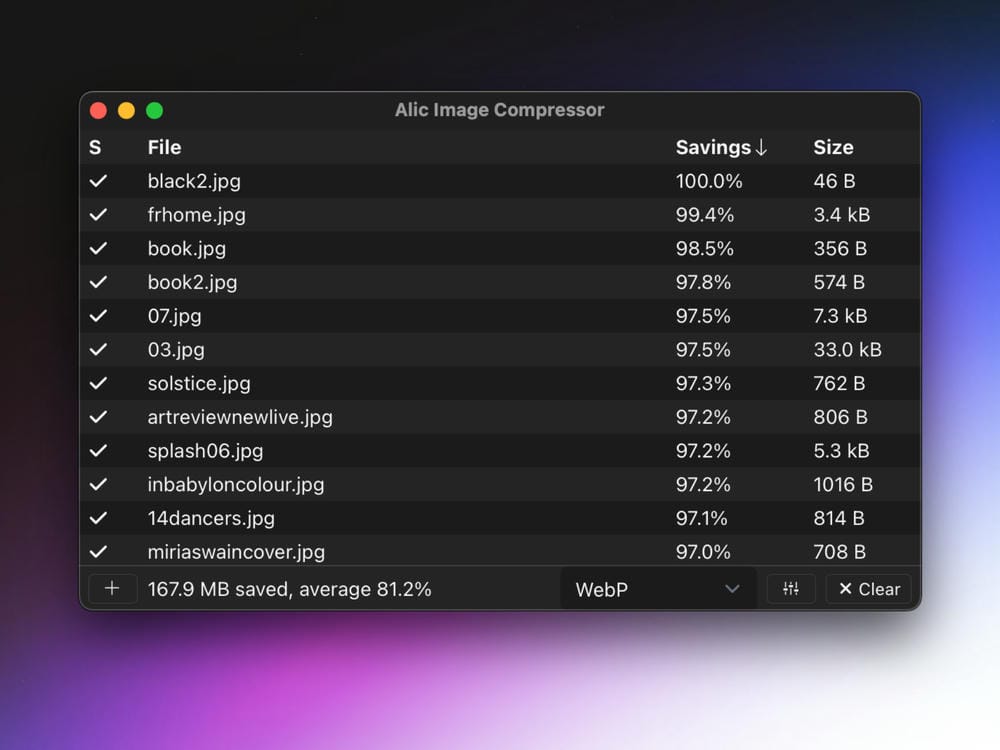 Alic Image Compressor
S File Savings↓ Size
✓ black2.jpg 100.0% 46 B
✓ frhome.jpg 99.4% 3.4 kB
✓ book.jpg 98.5% 356 B
✓ book2.jpg 97.8% 574 B
✓ 07.jpg 97.5% 7.3 kB
✓ 03.jpg 97.5% 33.0 kB
✓ solstice.jpg 97.3% 762 B
✓ artreviewnewlive.jpg 97.2% 806 B
✓ splash06.jpg 97.2% 5.3 kB
✓ inbabyloncolour.jpg 97.2% 1016 B
✓ 14dancers.jpg 97.1% 814 B
✓ miriaswaincover.jpg 97.0% 708 B
+ 167.9 MB saved, average 81.2% WebP × Clear